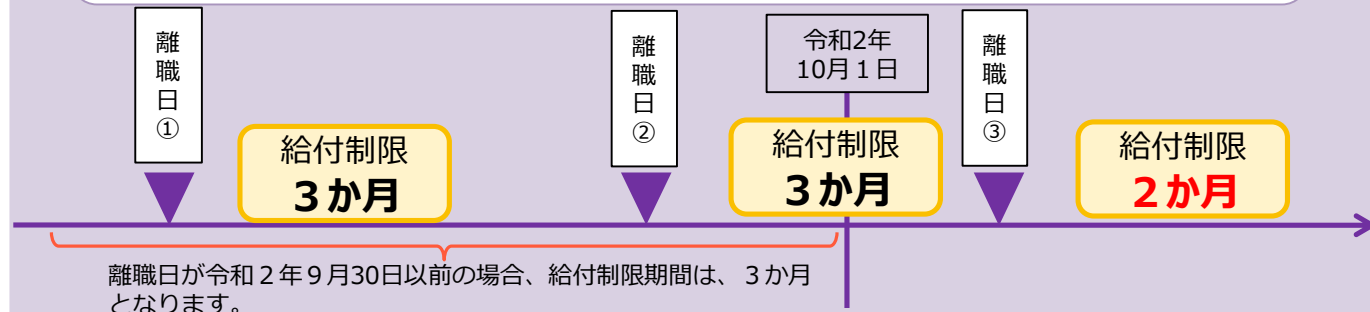 離職日①
離職日②
令和2年
10月１日
離職日③
給付制限
３か月
給付制限
３か月
給付制限
２か月
離職日が令和２年９月30日以前の場合、給付制限期間は、３か月
となります。